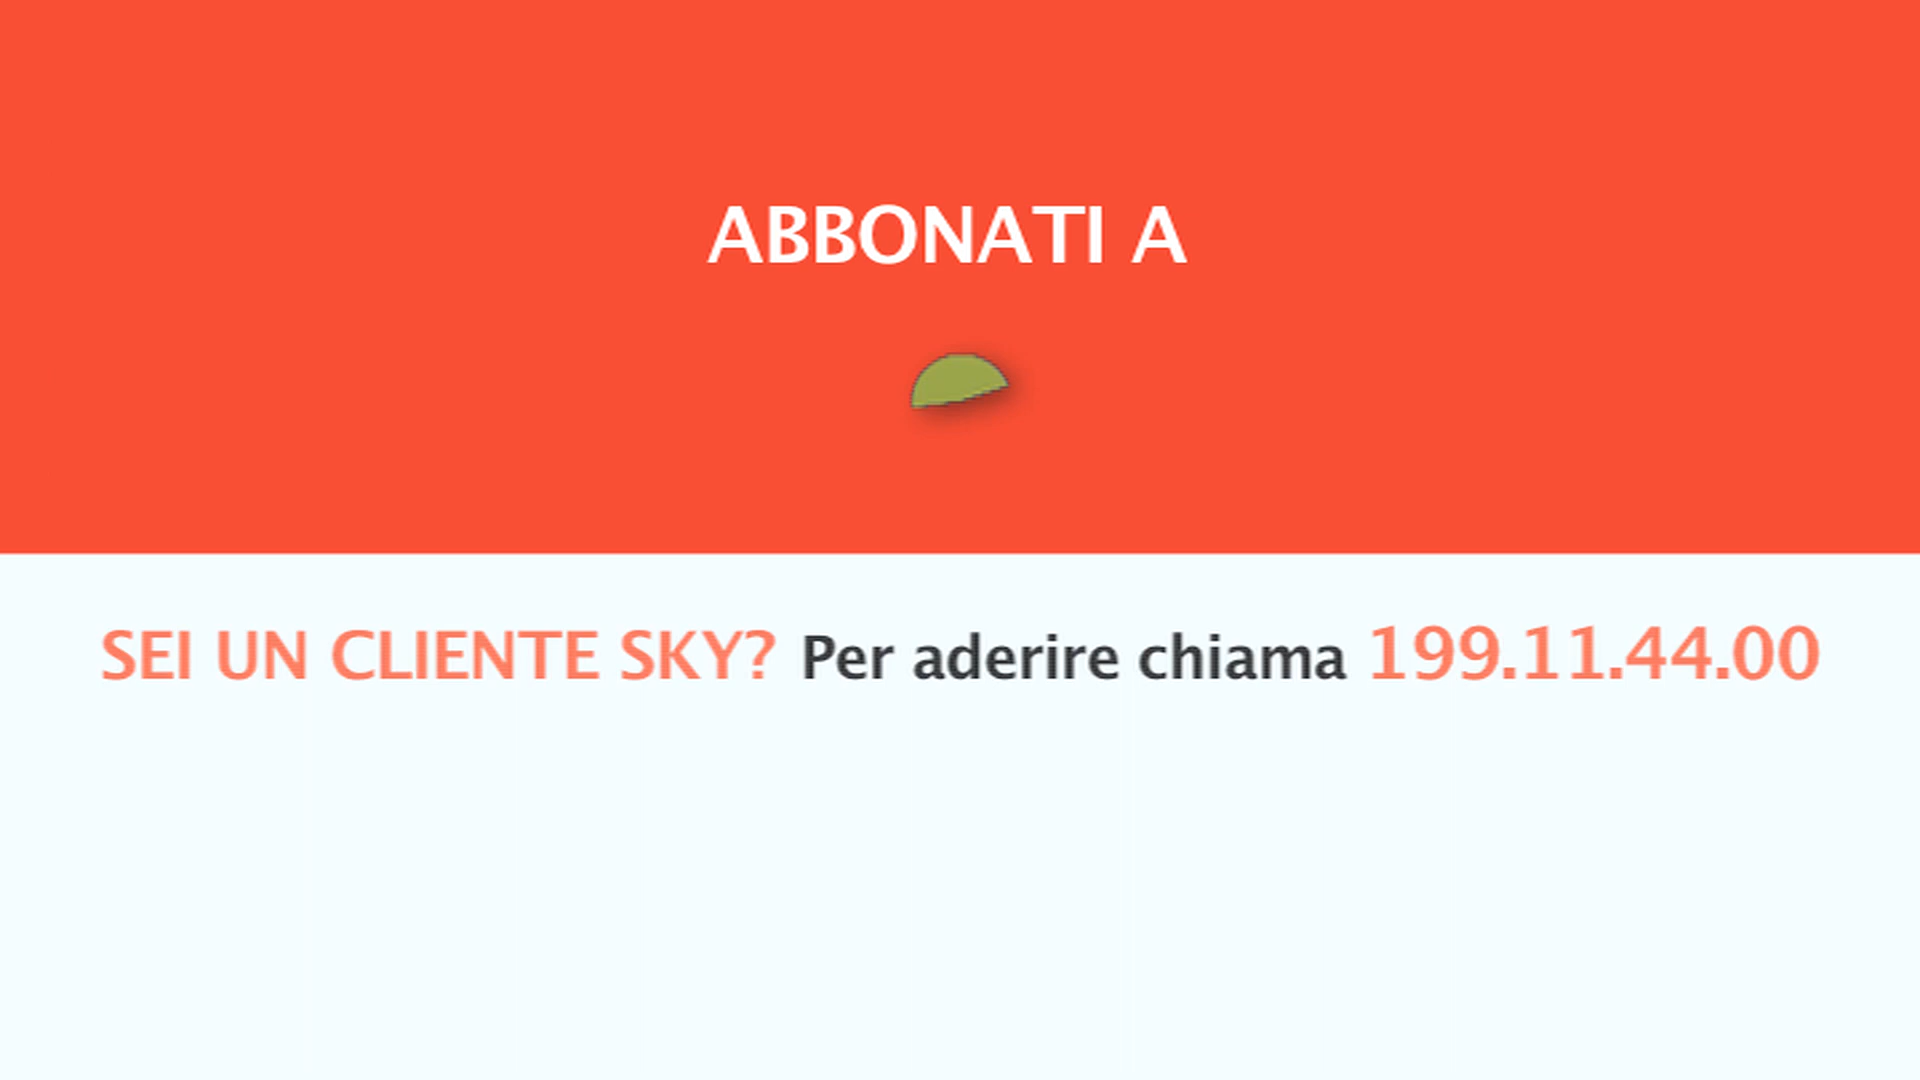 ABBONATI A
SEI UN CLIENTE SKY? Per aderire chiama 199.11.44.00